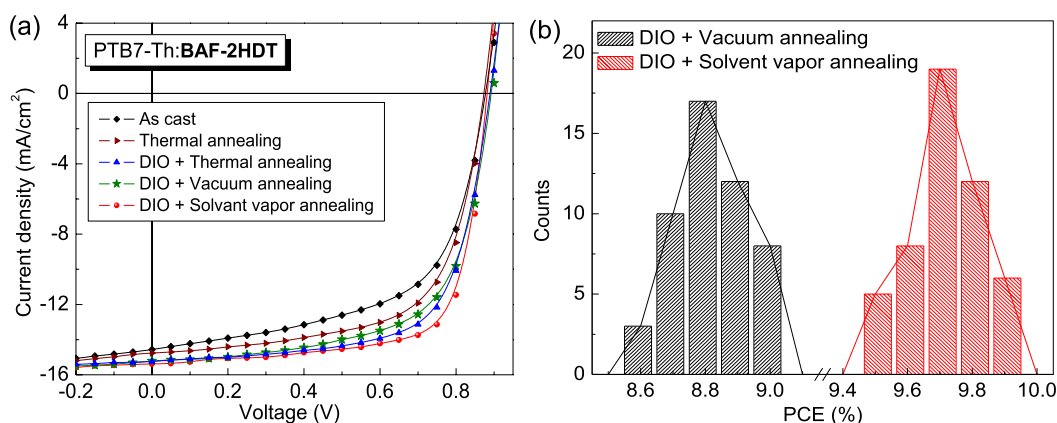 (a)
PTB7-Th:BAF-2HDT
As cast
Thermal annealing
DIO + Thermal annealing
DIO + Vacuum annealing
DIO + Solvant vapor annealing
4
0
-4
-8
-12
-16
Current density (mA/cm²)
-0.2
0.0
0.2
0.4
0.6
0.8
Voltage (V)
(b)
DIO + Vacuum annealing
DIO + Solvent vapor annealing
20
15
10
5
0
Counts
8.6
8.8
9.0
9.4
9.6
9.8
10.0
PCE (%)